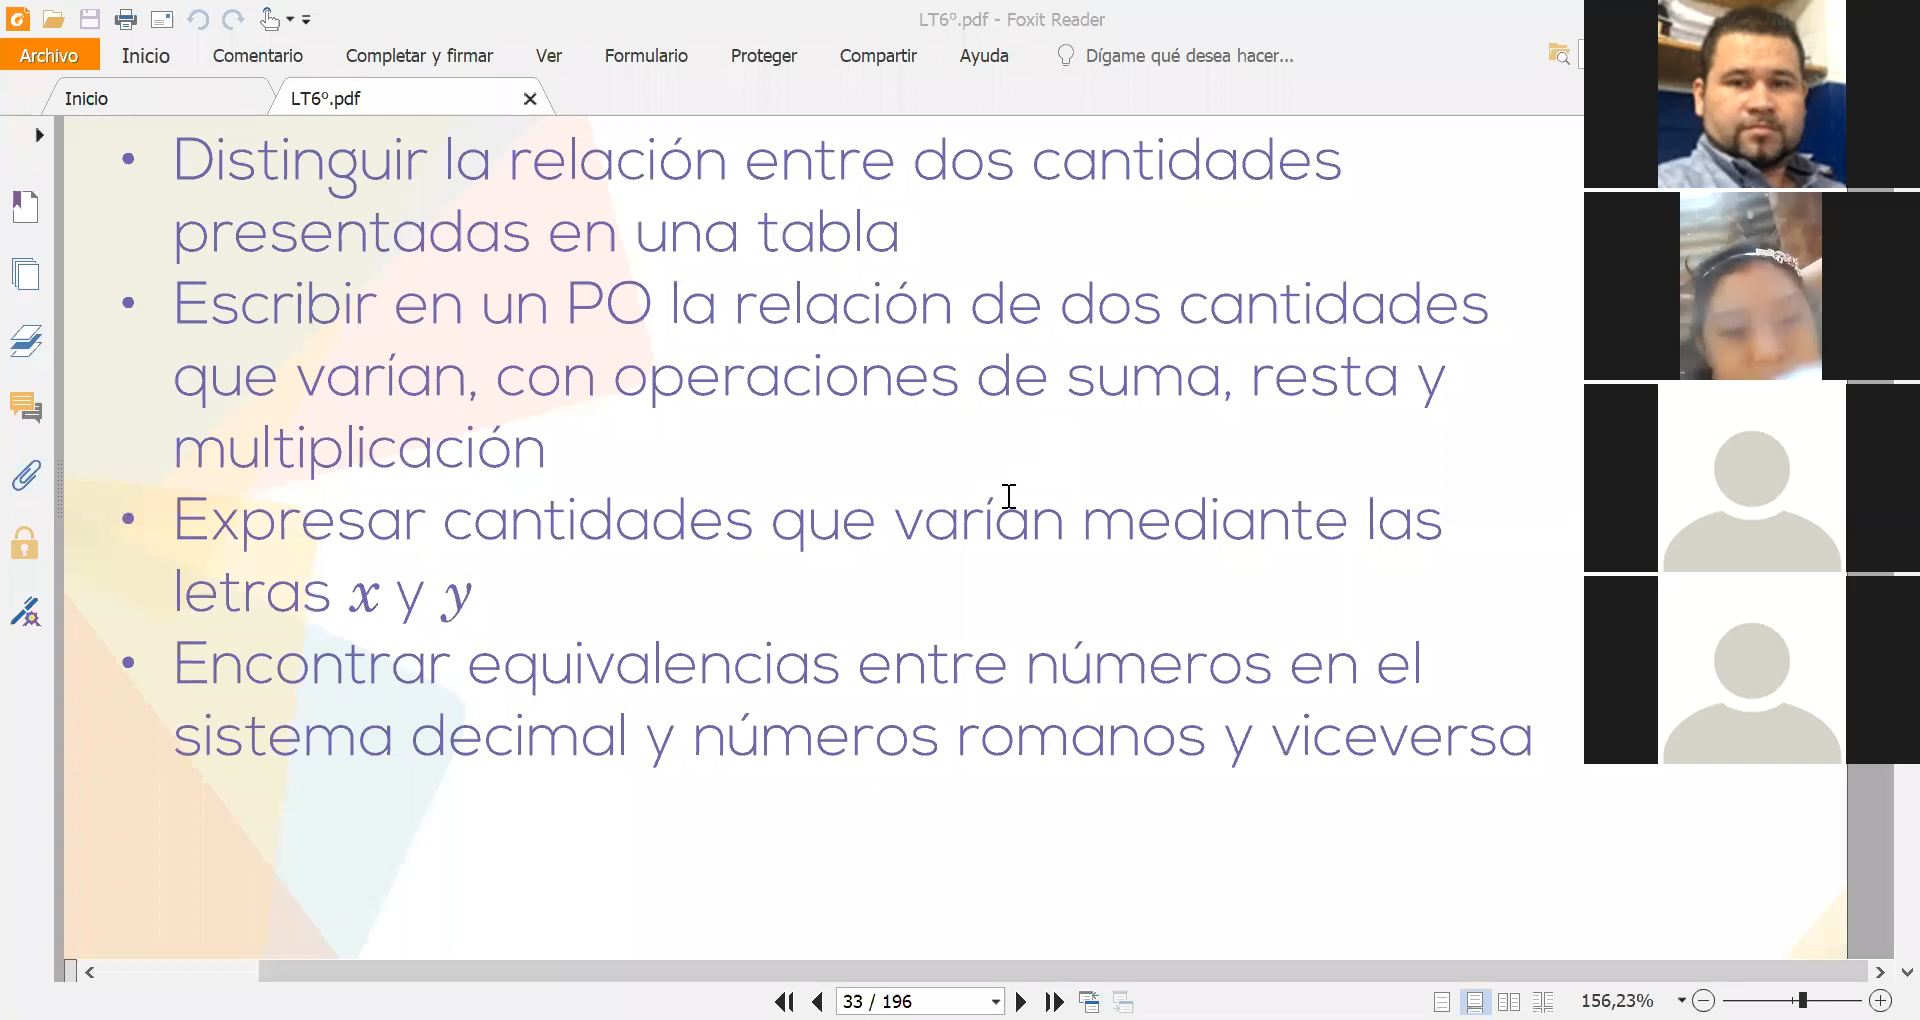 LT6º.pdf - Foxit Reader
Archivo Inicio Comentario Completar y firmar Ver Formulario Proteger Compartir Ayuda Dígame qué desea hacer...
Inicio LT6º.pdf
• Distinguir la relación entre dos cantidades
presentadas en una tabla
• Escribir en un PO la relación de dos cantidades
que varían, con operaciones de suma, resta y
multiplicación
• Expresar cantidades que varían mediante las
letras x y y
• Encontrar equivalencias entre números en el
sistema decimal y números romanos y viceversa
33 / 196 156,23%